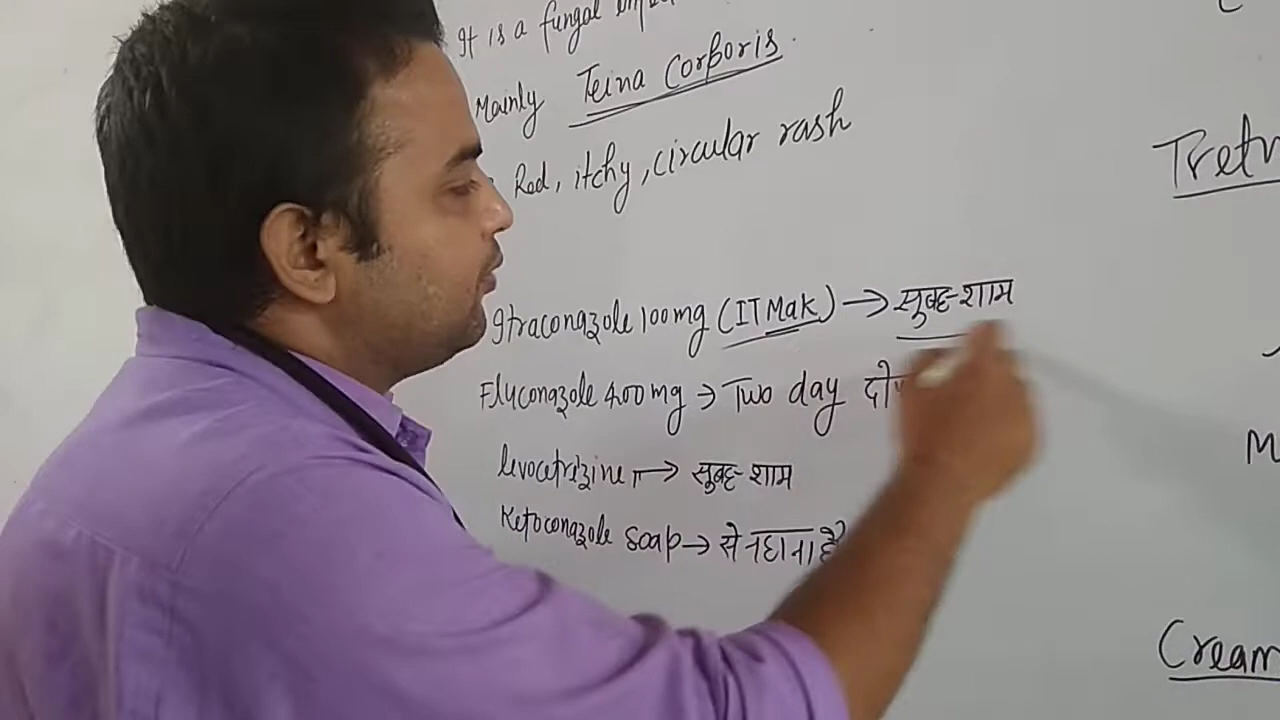 It is a fungal
Mainly Teina Corporis.
Red, itchy, circular rash
Itraconazole 100mg (ITMak) → सुबह-शाम
Fluconazole 400mg → Two day
levocetrizine → सुबह-शाम
Ketoconazole soap → से नहाना है
Cream